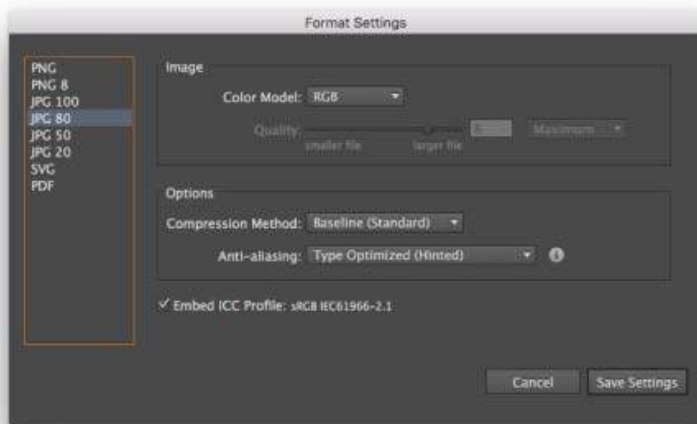 Format Settings
PNG
PNG 8
JPG 100
JPG 80
JPG 50
JPG 20
SVG
PDF
Image
Color Model: RGB
Quality: Maximum
smaller file larger file
Options
Compression Method: Baseline (Standard)
Anti-aliasing: Type Optimized (Hinted)
Embed ICC Profile: sRGB IEC61966-2.1
Cancel Save Settings